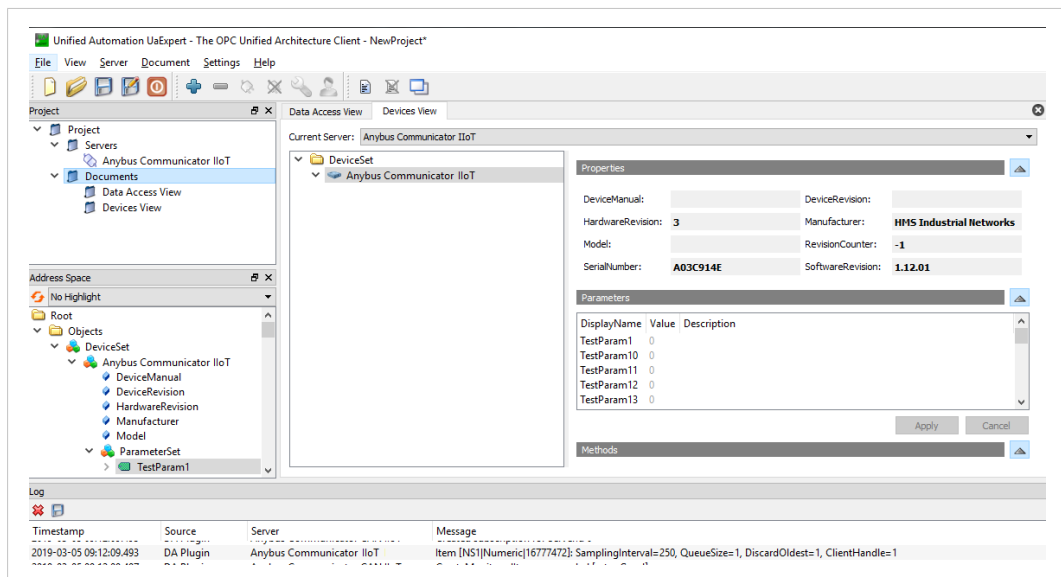 Unified Automation UaExpert - The OPC Unified Architecture Client - NewProject*
File View Server Document Settings Help
Project
Project
Servers
Anybus Communicator IIoT
Documents
Data Access View
Devices View
Address Space
No Highlight
Root
Objects
DeviceSet
Anybus Communicator IIoT
DeviceManual
DeviceRevision
HardwareRevision
Manufacturer
Model
ParameterSet
TestParam1
Data Access View Devices View
Current Server: Anybus Communicator IIoT
DeviceSet
Anybus Communicator IIoT
Properties
DeviceManual: DeviceRevision:
HardwareRevision: 3 Manufacturer: HMS Industrial Networks
Model: RevisionCounter: -1
SerialNumber: A03C914E SoftwareRevision: 1.12.01
Parameters
DisplayName Value Description
TestParam1 0
TestParam10 0
TestParam11 0
TestParam12 0
TestParam13 0
Apply Cancel
Methods
Log
Timestamp Source Server Message
2019-03-05 09:12:09.493 DA Plugin Anybus Communicator IIoT Item [NS1|Numeric|16777472]: SamplingInterval=250, QueueSize=1, DiscardOldest=1, ClientHandle=1